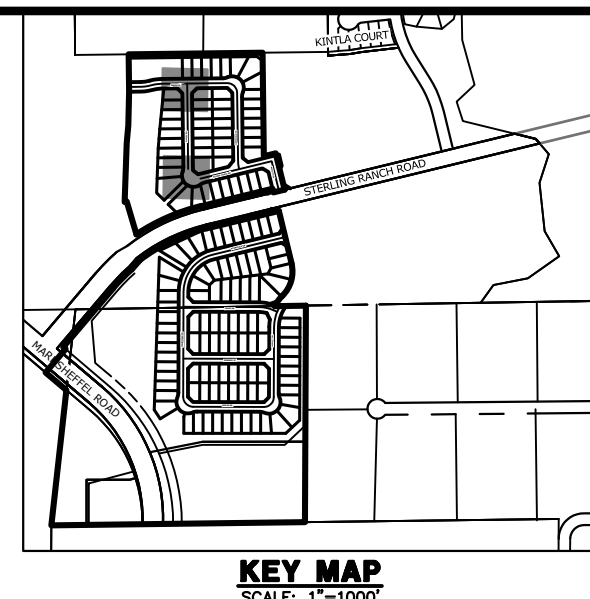 KINTLA COURT
STERLING RANCH ROAD
MARKSHEFFEL ROAD
KEY MAP
SCALE: 1"=1000'